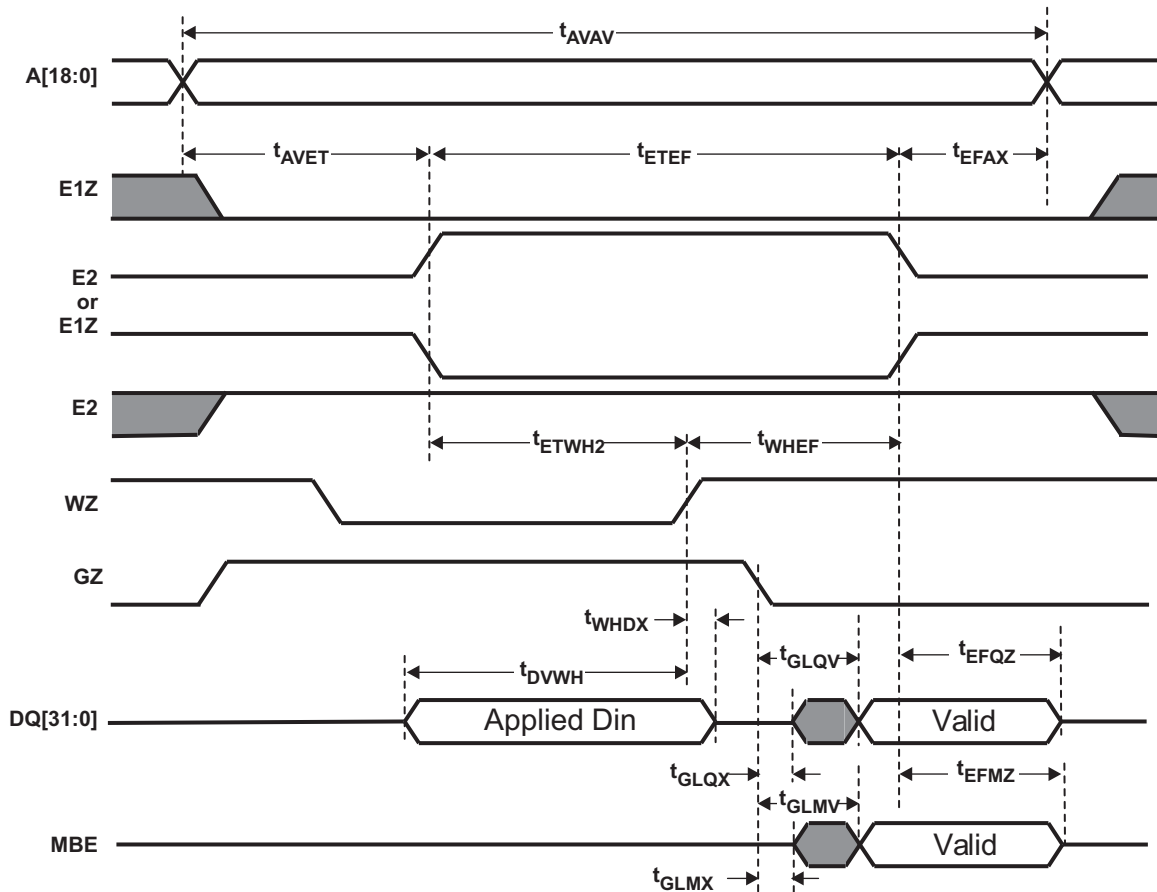 tAVAV
A[18:0]
tAVET
tETEF
tEFAX
E1Z
E2
or
E1Z
E2
tETWH2
tWHEF
WZ
GZ
tWHDX
tGLQV
tEFQZ
tDVWH
DQ[31:0]
Applied Din
Valid
tGLQX
tEFMZ
tGLMV
MBE
Valid
tGLMX